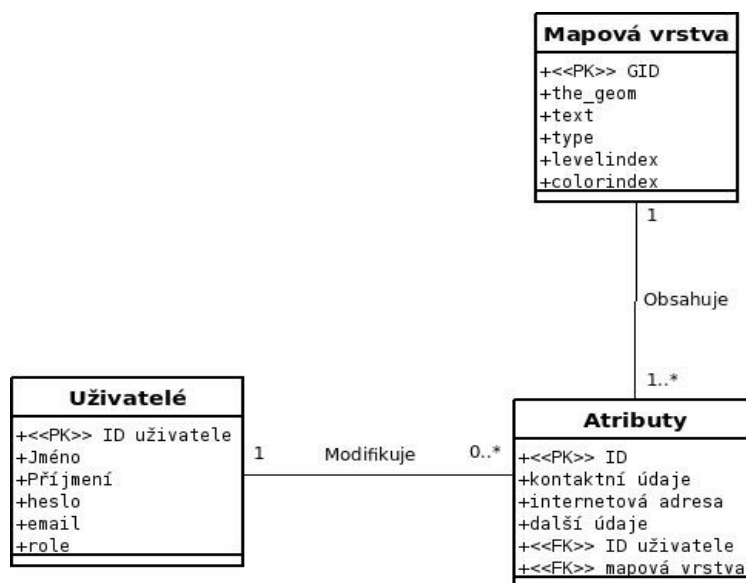 Mapová vrstva
+<<PK>> GID
+the_geom
+text
+type
+levelindex
+colorindex
1
Obsahuje
1..*
Uživatelé
+<<PK>> ID uživatele
+Jméno
+Příjmení
+heslo
+email
+role
1
Modifikuje
0..*
Atributy
+<<PK>> ID
+kontaktní údaje
+internetová adresa
+další údaje
+<<FK>> ID uživatele
+<<FK>> mapová vrstva